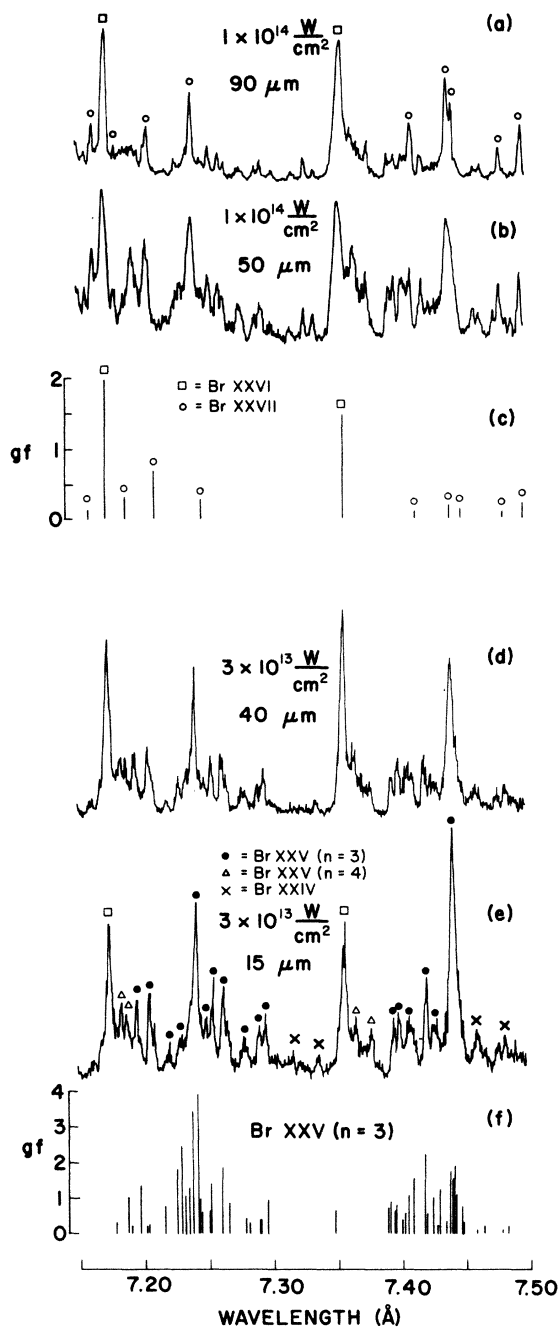 (a)
1 × 10¹⁴ W/cm²
90 μm
(b)
1 × 10¹⁴ W/cm²
50 μm
(c)
2
1
0
gf
□ = Br XXVI
○ = Br XXVII
(d)
3 × 10¹³ W/cm²
40 μm
● = Br XXV (n = 3)
△ = Br XXV (n = 4)
× = Br XXIV
(e)
3 × 10¹³ W/cm²
15 μm
(f)
4
3
2
1
0
gf
Br XXV (n = 3)
7.20 7.30 7.40 7.50
WAVELENGTH (Å)